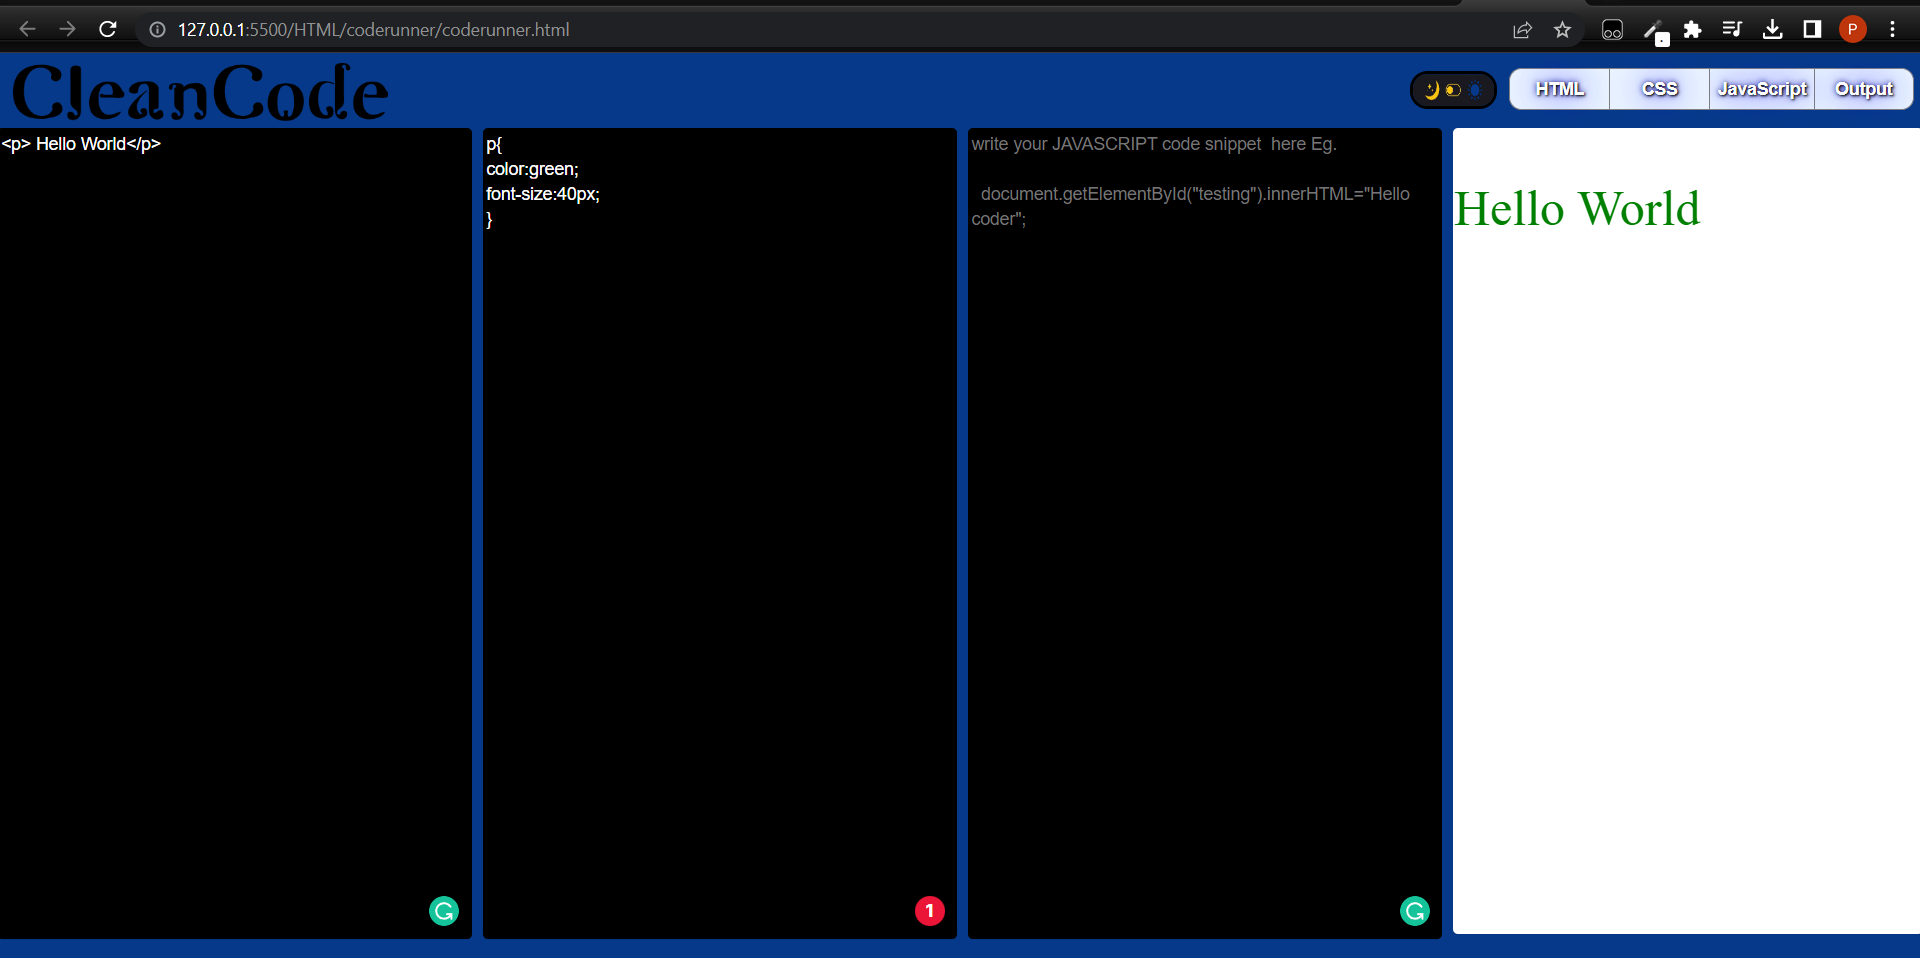 127.0.0.1:5500/HTML/coderunner/coderunner.html
P
CleanCode
HTML CSS JavaScript Output
<p> Hello World</p>
p{
color:green;
font-size:40px;
}
1
write your JAVASCRIPT code snippet  here Eg.
document.getElementById("testing").innerHTML="Hello
coder";
Hello World